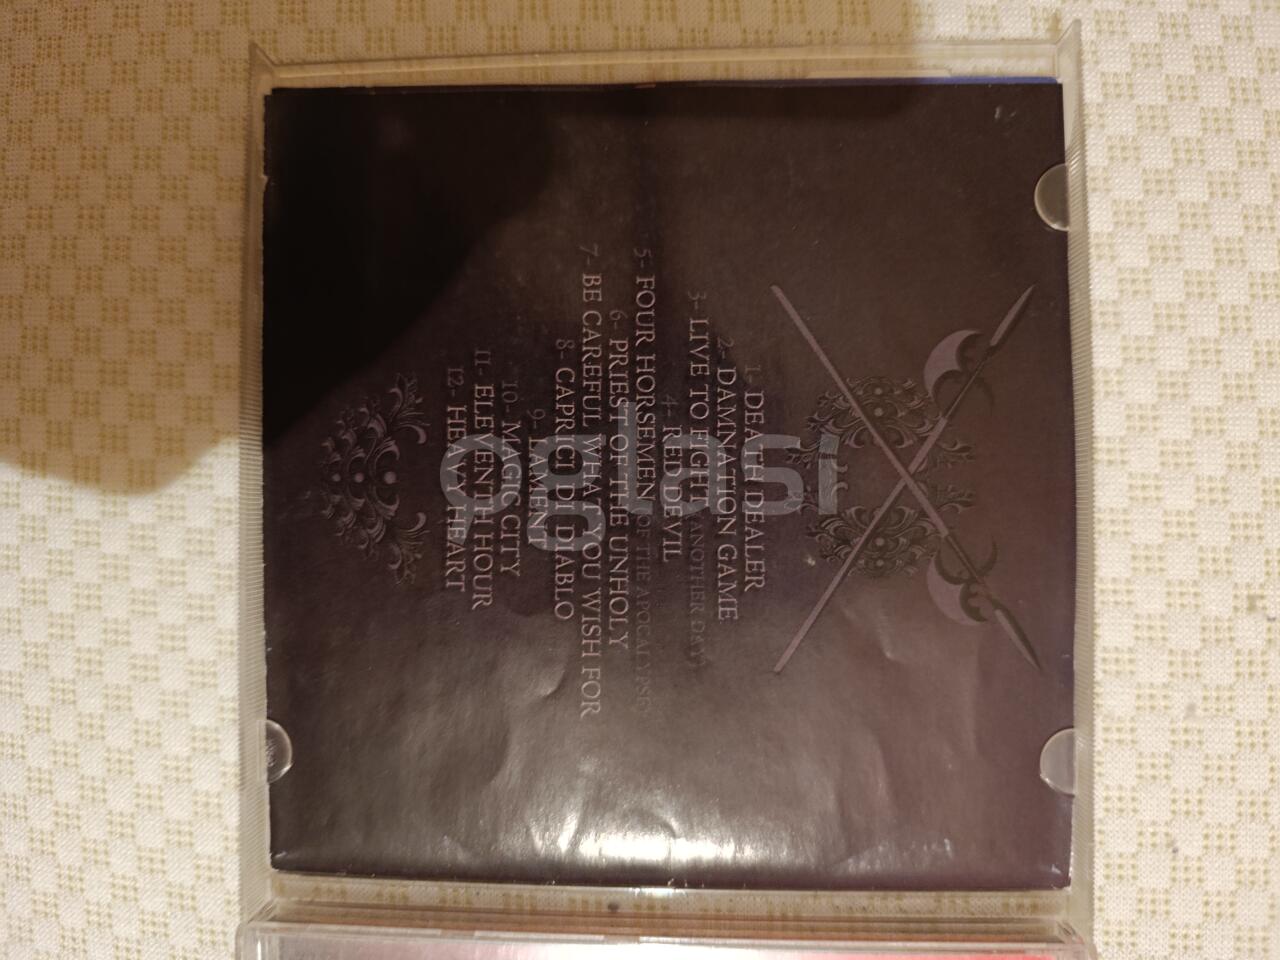 1- DEATH DEALER
2- DAMNATION GAME
3- LIVE TO FIGHT (ANOTHER DAY)
4- RED DEVIL
5- FOUR HORSEMEN (OF THE APOCALYPSE)
6- PRIEST OF THE UNHOLY
7- BE CAREFUL WHAT YOU WISH FOR
8- CAPRICI DI DIABLO
9- LAMENT
10- MAGIC CITY
11- ELEVENTH HOUR
12- HEAVY HEART
oglasi